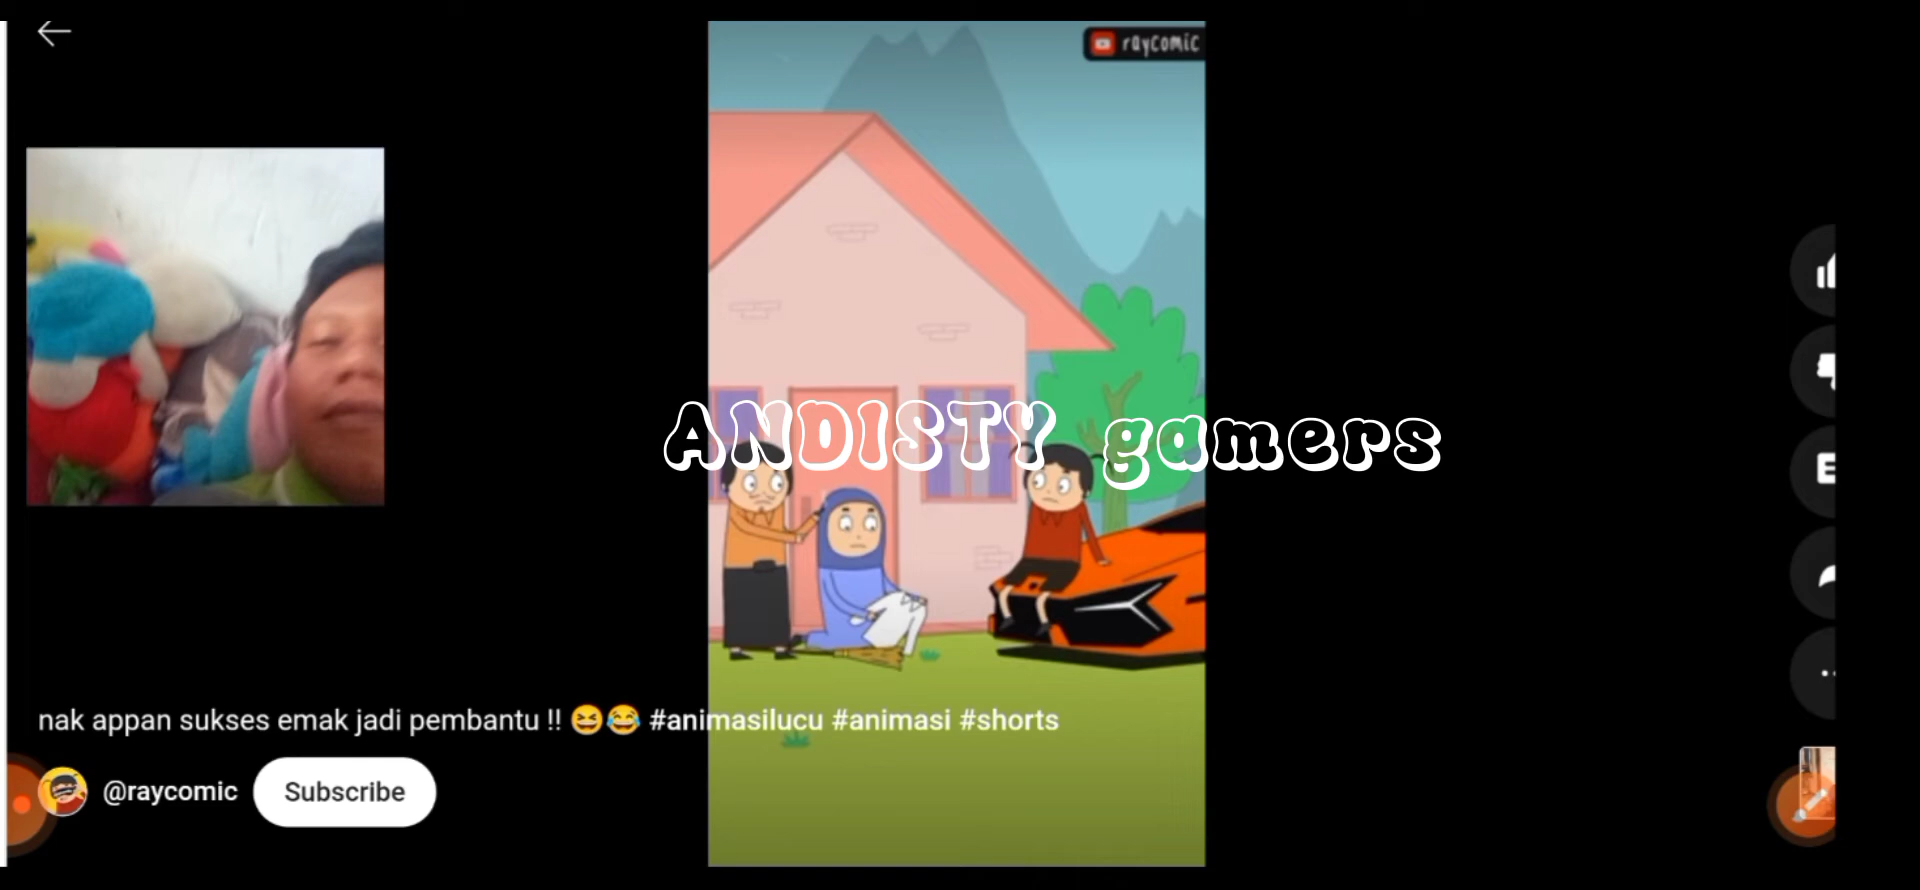 raycomic
ANDISTY gamers
nak appan sukses emak jadi pembantu !! 😆😂 #animasilucu #animasi #shorts
@raycomic
Subscribe